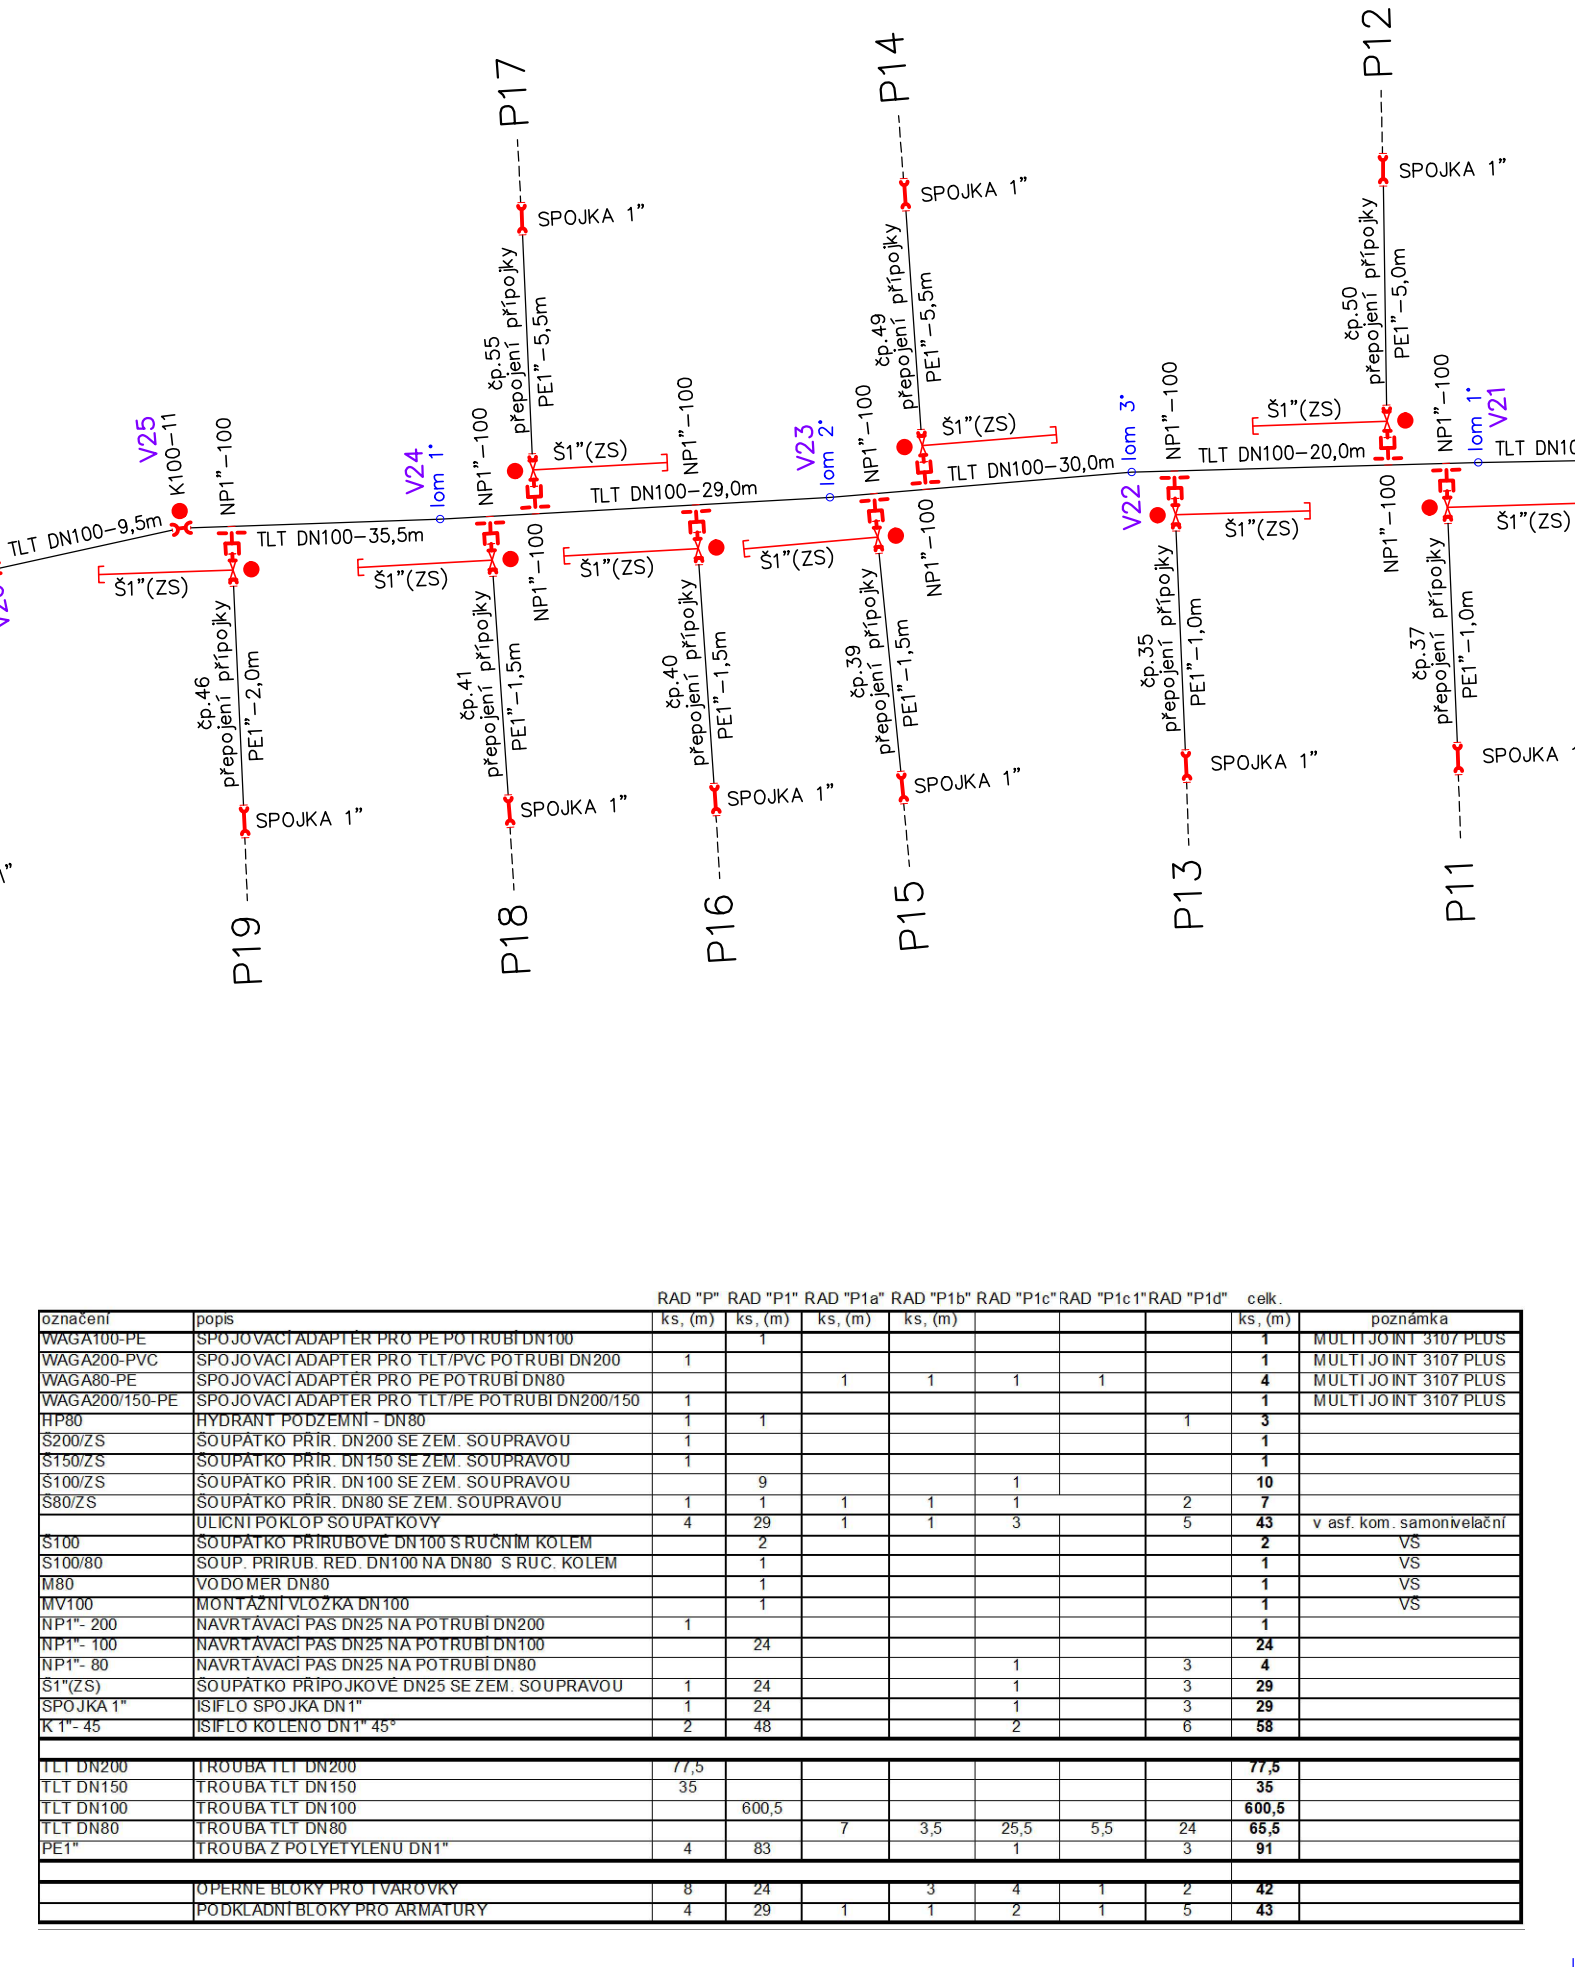 P12
P14
P17
SPOJKA 1"
SPOJKA 1"
SPOJKA 1"
čp.50
přepojení přípojky
PE1"-5,0m
čp.49
přepojení přípojky
PE1"-5,5m
čp.55
přepojení přípojky
PE1"-5,5m
V25
K100-11
NP1"-100
V24
lom 1°
NP1"-100
Š1"(ZS)
NP1"-100
V23
lom 2°
NP1"-100
Š1"(ZS)
lom 3°
NP1"-100
Š1"(ZS)
NP1"-100
lom 1°
V21
TLT DN100-9,5m
TLT DN100-35,5m
TLT DN100-29,0m
TLT DN100-30,0m
TLT DN100-20,0m
TLT DN10
V22
Š1"(ZS)
Š1"(ZS)
NP1"-100
Š1"(ZS)
Š1"(ZS)
NP1"-100
Š1"(ZS)
NP1"-100
Š1"(ZS)
čp.46
přepojení přípojky
PE1"-2,0m
čp.41
přepojení přípojky
PE1"-1,5m
čp.40
přepojení přípojky
PE1"-1,5m
čp.39
přepojení přípojky
PE1"-1,5m
čp.35
přepojení přípojky
PE1"-1,0m
čp.37
přepojení přípojky
PE1"-1,0m
SPOJKA 1"
SPOJKA 1"
SPOJKA 1"
SPOJKA 1"
SPOJKA 1"
SPOJKA 1
1"
P19
P18
P16
P15
P13
P11
RAD "P" RAD "P1" RAD "P1a" RAD "P1b" RAD "P1c" RAD "P1c1" RAD "P1d" celk.
označení popis ks, (m) ks, (m) ks, (m) ks, (m) ks, (m) poznámka
WAGA100-PE SPOJOVACÍ ADAPTÉR PRO PE POTRUBÍ DN100 1 1 MULTI JOINT 3107 PLUS
WAGA200-PVC SPOJOVACÍ ADAPTÉR PRO TLT/PVC POTRUBÍ DN200 1 1 MULTI JOINT 3107 PLUS
WAGA80-PE SPOJOVACÍ ADAPTÉR PRO PE POTRUBÍ DN80 1 1 1 1 4 MULTI JOINT 3107 PLUS
WAGA200/150-PE SPOJOVACÍ ADAPTÉR PRO TLT/PE POTRUBÍ DN200/150 1 1 MULTI JOINT 3107 PLUS
HP80 HYDRANT PODZEMNÍ - DN80 1 1 1 3
Š200/ZS ŠOUPÁTKO PŘÍR. DN200 SE ZEM. SOUPRAVOU 1 1
Š150/ZS ŠOUPÁTKO PŘÍR. DN150 SE ZEM. SOUPRAVOU 1 1
Š100/ZS ŠOUPÁTKO PŘÍR. DN100 SE ZEM. SOUPRAVOU 9 1 10
Š80/ZS ŠOUPÁTKO PŘÍR. DN80 SE ZEM. SOUPRAVOU 1 1 1 1 1 2 7
ULIČNÍ POKLOP ŠOUPÁTKOVÝ 4 29 1 1 3 5 43 v asf. kom. samonivelační
Š100 ŠOUPÁTKO PŘÍRUBOVÉ DN100 S RUČNÍM KOLEM 2 2 VŠ
Š100/80 ŠOUP. PŘÍRUB. RED. DN100 NA DN80 S RUČ. KOLEM 1 1 VŠ
M80 VODOMĚR DN80 1 1 VŠ
MV100 MONTÁŽNÍ VLOŽKA DN100 1 1 VŠ
NP1"- 200 NAVRTÁVACÍ PAS DN25 NA POTRUBÍ DN200 1 1
NP1"- 100 NAVRTÁVACÍ PAS DN25 NA POTRUBÍ DN100 24 24
NP1"- 80 NAVRTÁVACÍ PAS DN25 NA POTRUBÍ DN80 1 3 4
Š1"(ZS) ŠOUPÁTKO PŘÍPOJKOVÉ DN25 SE ZEM. SOUPRAVOU 1 24 1 3 29
SPOJKA 1" ISIFLO SPOJKA DN1" 1 24 1 3 29
K 1"- 45 ISIFLO KOLENO DN1" 45° 2 48 2 6 58
TLT DN200 TROUBA TLT DN200 77,5 77,5
TLT DN150 TROUBA TLT DN150 35 35
TLT DN100 TROUBA TLT DN100 600,5 600,5
TLT DN80 TROUBA TLT DN80 7 3,5 25,5 5,5 24 65,5
PE1" TROUBA Z POLYETYLENU DN1" 4 83 1 3 91
OPĚRNÉ BLOKY PRO TVAROVKY 8 24 3 4 1 2 42
PODKLADNÍ BLOKY PRO ARMATURY 4 29 1 1 2 1 5 43